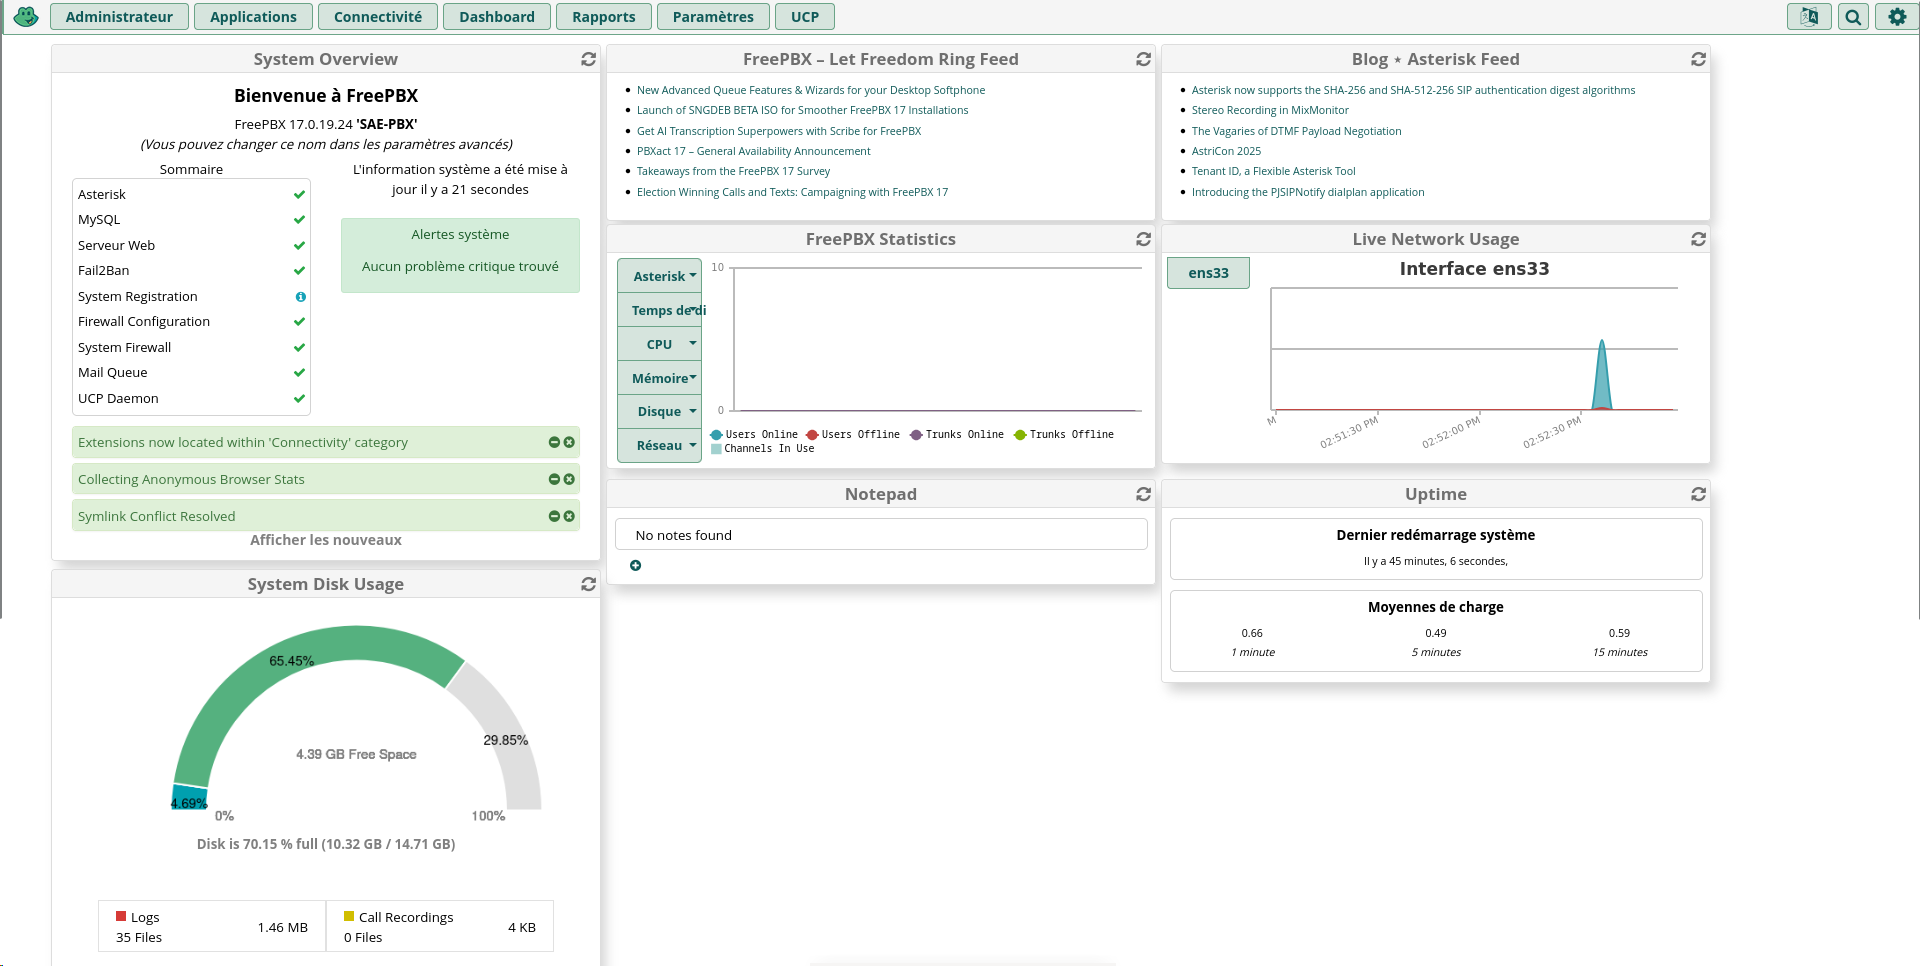 Administrateur
Applications
Connectivité
Dashboard
Rapports
Paramètres
UCP
System Overview
Bienvenue à FreePBX
FreePBX 17.0.19.24 'SAE-PBX'
(Vous pouvez changer ce nom dans les paramètres avancés)
Sommaire
Asterisk
MySQL
Serveur Web
Fail2Ban
System Registration
Firewall Configuration
System Firewall
Mail Queue
UCP Daemon
L'information système a été mise à
jour il y a 21 secondes
Alertes système
Aucun problème critique trouvé
Extensions now located within 'Connectivity' category
Collecting Anonymous Browser Stats
Symlink Conflict Resolved
Afficher les nouveaux
System Disk Usage
65.45%
29.85%
4.39 GB Free Space
4.69%
0%
100%
Disk is 70.15 % full (10.32 GB / 14.71 GB)
Logs
35 Files
1.46 MB
Call Recordings
0 Files
4 KB
FreePBX – Let Freedom Ring Feed
New Advanced Queue Features & Wizards for your Desktop Softphone
Launch of SNGDEB BETA ISO for Smoother FreePBX 17 Installations
Get AI Transcription Superpowers with Scribe for FreePBX
PBXact 17 – General Availability Announcement
Takeaways from the FreePBX 17 Survey
Election Winning Calls and Texts: Campaigning with FreePBX 17
FreePBX Statistics
Asterisk
Temps de di
CPU
Mémoire
Disque
Réseau
10
0
Users Online
Users Offline
Trunks Online
Trunks Offline
Channels In Use
Notepad
No notes found
Blog ⋆ Asterisk Feed
Asterisk now supports the SHA-256 and SHA-512-256 SIP authentication digest algorithms
Stereo Recording in MixMonitor
The Vagaries of DTMF Payload Negotiation
AstriCon 2025
Tenant ID, a Flexible Asterisk Tool
Introducing the PJSIPNotify dialplan application
Live Network Usage
ens33
Interface ens33
M
02:51:30 PM
02:52:00 PM
02:52:30 PM
Uptime
Dernier redémarrage système
Il y a 45 minutes, 6 secondes,
Moyennes de charge
0.66
0.49
0.59
1 minute
5 minutes
15 minutes